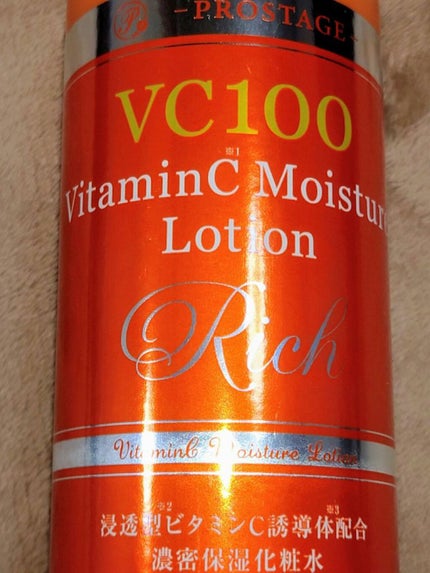 -PROSTAGE-
VC100
※1
VitaminC Moistur
Lotion
Rich
VitaminC Moisture Lotion
※2 ※3
浸透型ビタミンC誘導体配合
濃密保湿化粧水